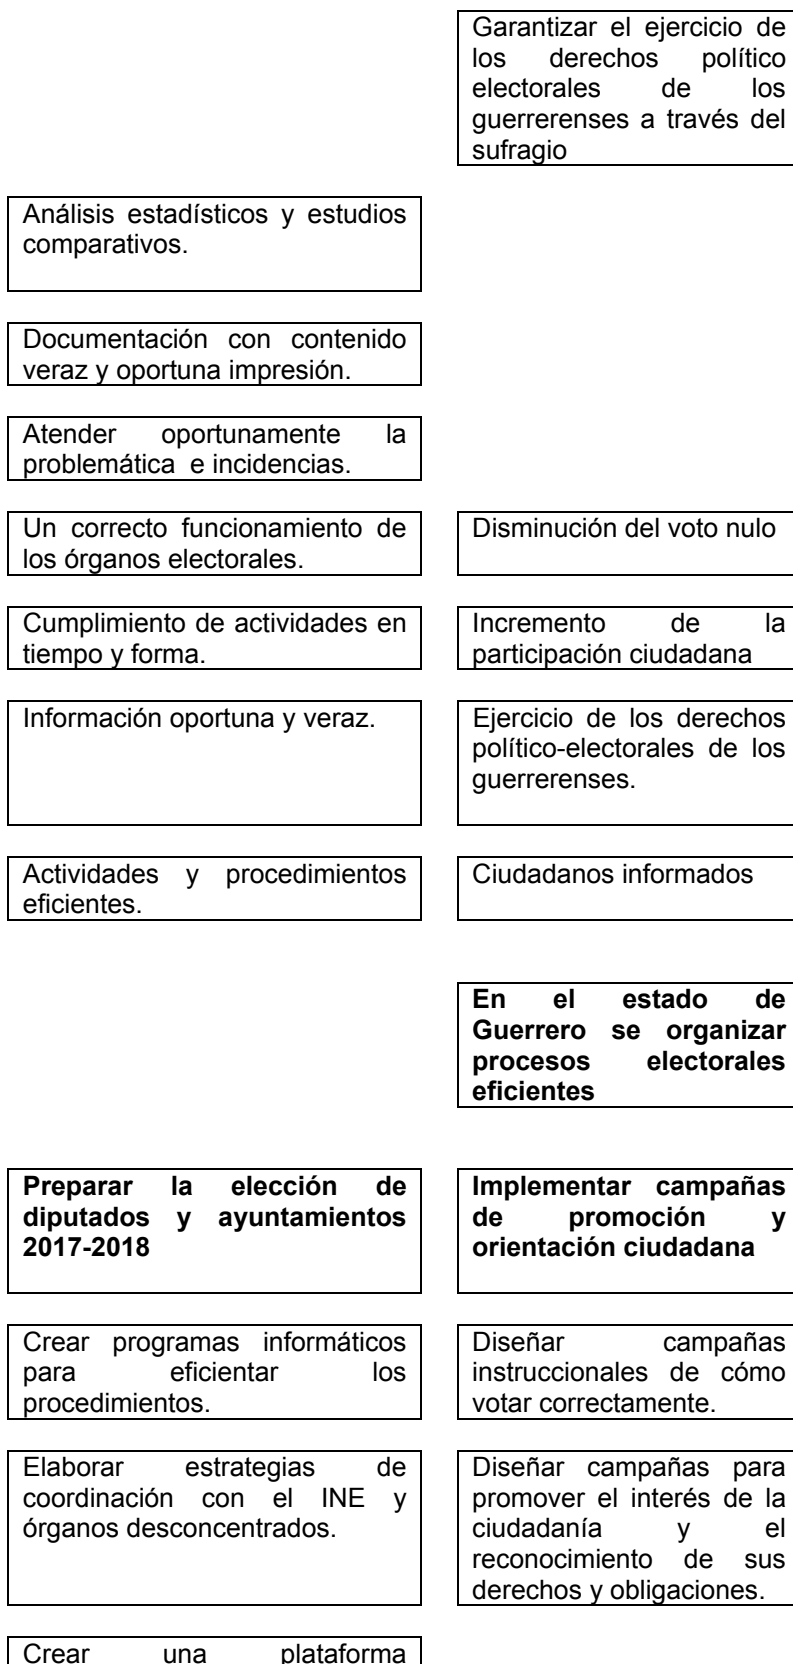 Garantizar el ejercicio de
los derechos político
electorales de los
guerrerenses a través del
sufragio
Análisis estadísticos y estudios
comparativos.
Documentación con contenido
veraz y oportuna impresión.
Atender oportunamente la
problemática e incidencias.
Un correcto funcionamiento de
los órganos electorales.
Disminución del voto nulo
Cumplimiento de actividades en
tiempo y forma.
Incremento de la
participación ciudadana
Información oportuna y veraz.
Ejercicio de los derechos
político-electorales de los
guerrerenses.
Actividades y procedimientos
eficientes.
Ciudadanos informados
En el estado de
Guerrero se organizar
procesos electorales
eficientes
Preparar la elección de
diputados y ayuntamientos
2017-2018
Implementar campañas
de promoción y
orientación ciudadana
Crear programas informáticos
para eficientar los
procedimientos.
Diseñar campañas
instruccionales de cómo
votar correctamente.
Elaborar estrategias de
coordinación con el INE y
órganos desconcentrados.
Diseñar campañas para
promover el interés de la
ciudadanía y el
reconocimiento de sus
derechos y obligaciones.
Crear una plataforma